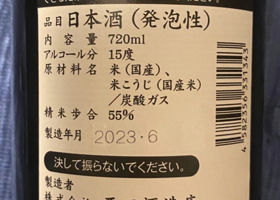 品目 日本酒（発泡性）
内容量 720ml
アルコール分 15度
原材料名 米（国産）、
米こうじ（国産米）
／炭酸ガス
精米歩合 55%
製造年月 2023・6
決して振らないでください。
製造者
4582356331343